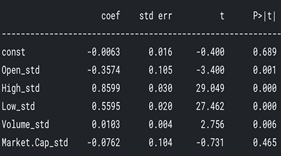 coef std err t P>|t|
const -0.0063 0.016 -0.400 0.689
Open_std -0.3574 0.105 -3.400 0.001
High_std 0.8599 0.030 29.049 0.000
Low_std 0.5595 0.020 27.462 0.000
Volume_std 0.0103 0.004 2.756 0.006
Market.Cap_std -0.0762 0.104 -0.731 0.465